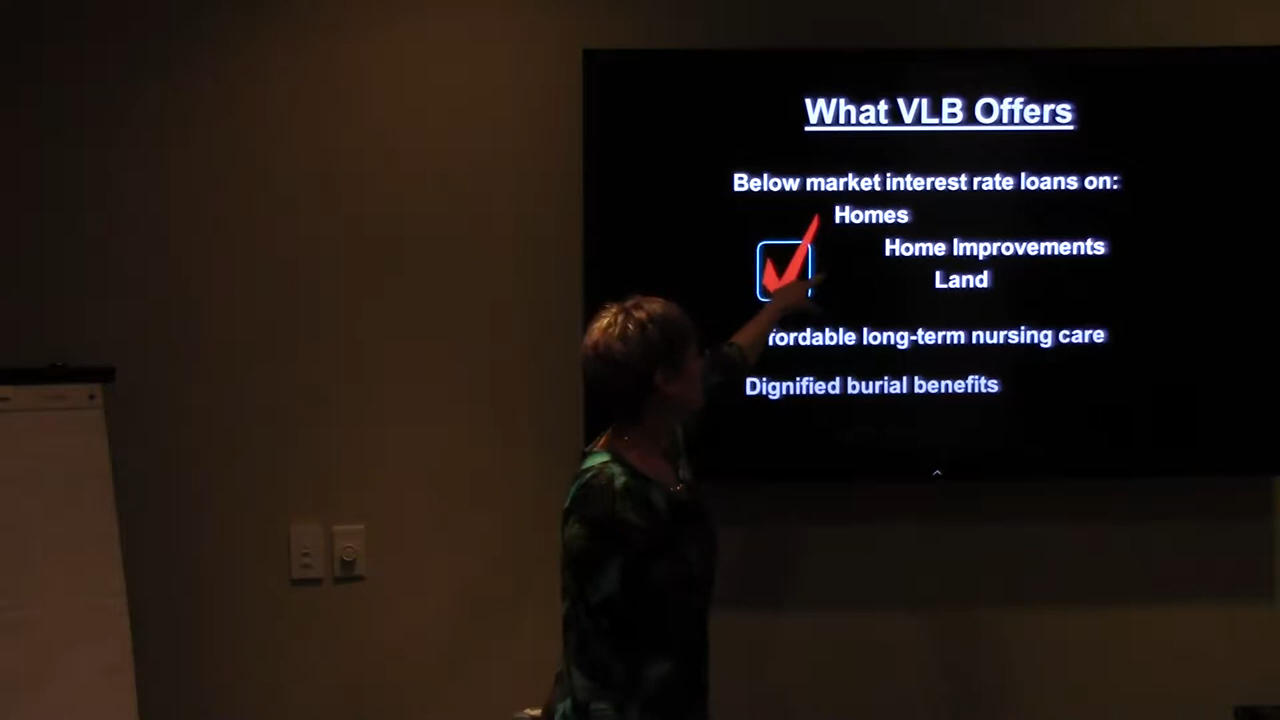 What VLB Offers
Below market interest rate loans on:
Homes
Home Improvements
Land
fordable long-term nursing care
Dignified burial benefits